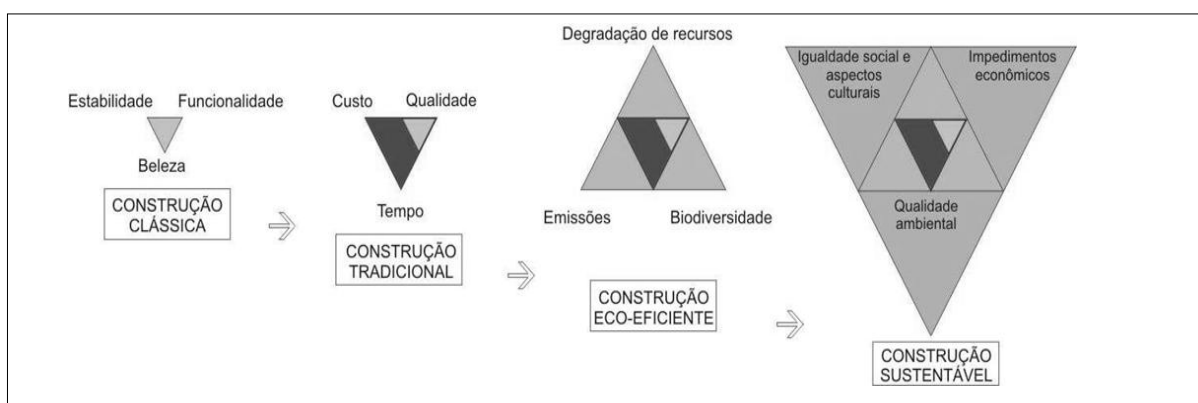 Estabilidade Funcionalidade
Beleza
CONSTRUÇÃO
CLÁSSICA
Custo Qualidade
Tempo
CONSTRUÇÃO
TRADICIONAL
Degradação de recursos
Emissões Biodiversidade
CONSTRUÇÃO
ECO-EFICIENTE
Igualdade social e
aspectos
culturais
Impedimentos
econômicos
Qualidade
ambiental
CONSTRUÇÃO
SUSTENTÁVEL